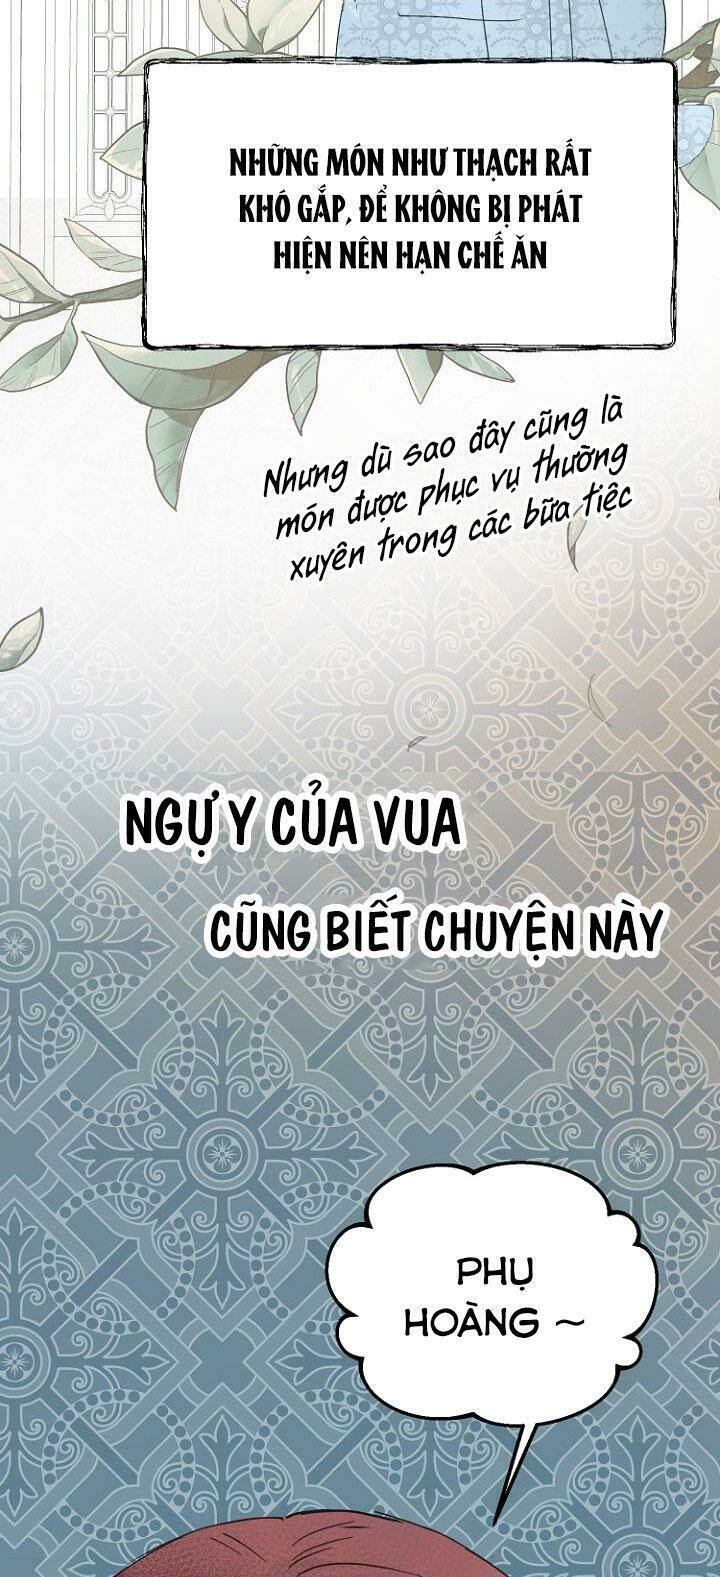 NHỮNG MÓN NHƯ THẠCH RẤT
KHÓ GẮP, ĐỂ KHÔNG BỊ PHÁT
HIỆN NÊN HẠN CHẾ ĂN
Nhưng dù sao đây cũng là
món được phục vụ thường
xuyên trong các bữa tiệc
NGỰ Y CỦA VUA
CŨNG BIẾT CHUYỆN NÀY
PHỤ
HOÀNG ~